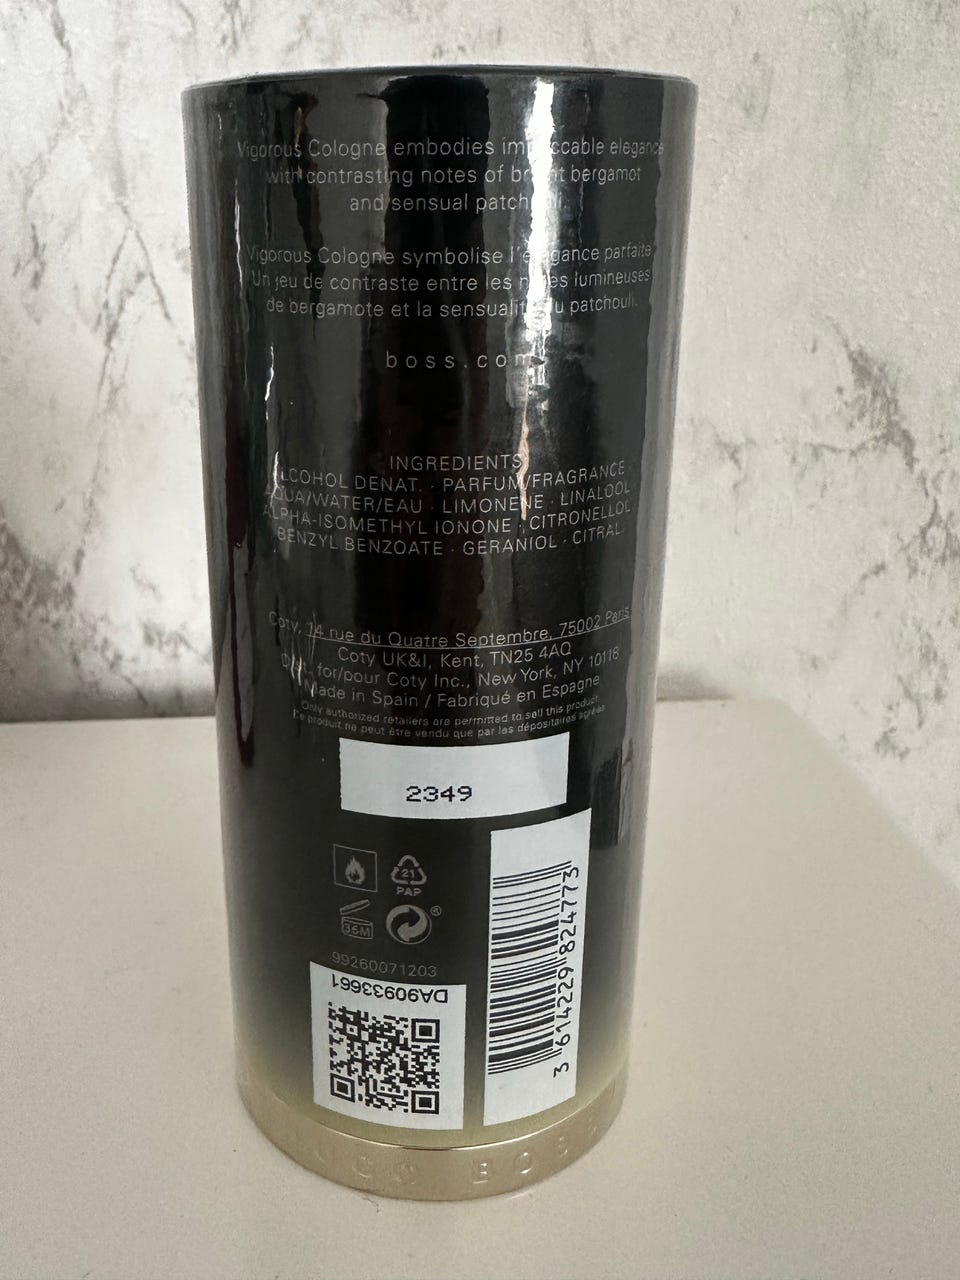 Vigorous Cologne embodies impeccable elegance
with contrasting notes of bright bergamot
and sensual patchouli.
Vigorous Cologne symbolise l'élégance parfaite
Un jeu de contraste entre les notes lumineuses
de bergamote et la sensualité du patchouli.
boss.com
INGREDIENTS
ALCOHOL DENAT. · PARFUM/FRAGRANCE
AQUA/WATER/EAU · LIMONENE · LINALOOL
ALPHA-ISOMETHYL IONONE · CITRONELLOL
BENZYL BENZOATE · GERANIOL · CITRAL.
Coty, 14 rue du Quatre Septembre, 75002 Paris
Coty UK&I, Kent, TN25 4AQ
Dist. for/pour Coty Inc., New York, NY 10118
Made in Spain / Fabriqué en Espagne
Only authorized retailers are permitted to sell this product.
Ce produit ne peut être vendu que par les dépositaires agréés.
2349
21
PAP
36M
®
99260071203
DA90933661
3 614229 824773
HUGO BOSS